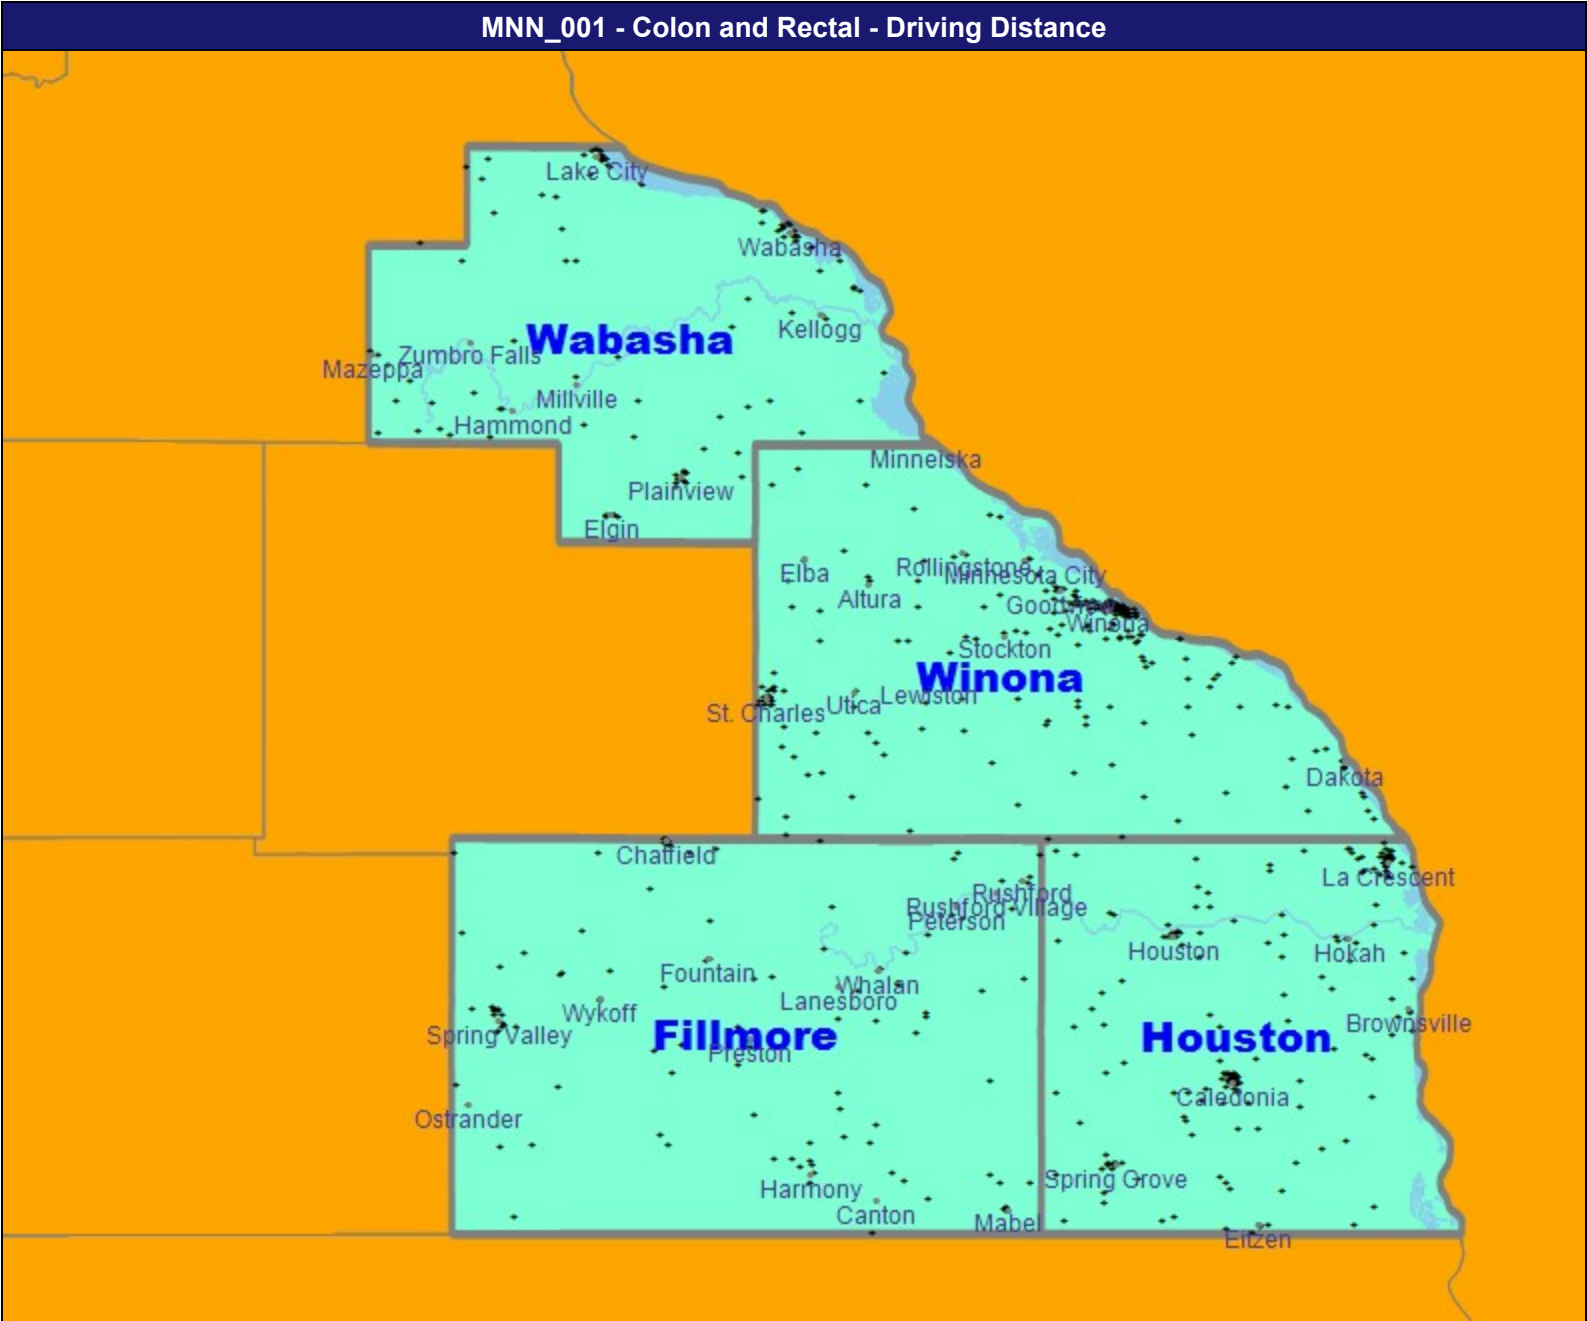 MNN_001 - Colon and Rectal - Driving Distance
Lake City
Wabasha
Kellogg
Wabasha
Zumbro Falls
Mazeppa
Millville
Hammond
Minneiska
Plainview
Elgin
Rollingstone
Elba
Minnesota City
Altura
Goodview
Winona
Stockton
Winona
Lewiston
Utica
St. Charles
Dakota
Chatfield
La Crescent
Rushford
Rushford Village
Peterson
Houston
Hokah
Fountain
Whalan
Lanesboro
Wykoff
Brownsville
Spring Valley
Fillmore
Houston
Preston
Caledonia
Ostrander
Spring Grove
Harmony
Canton
Mabel
Eitzen